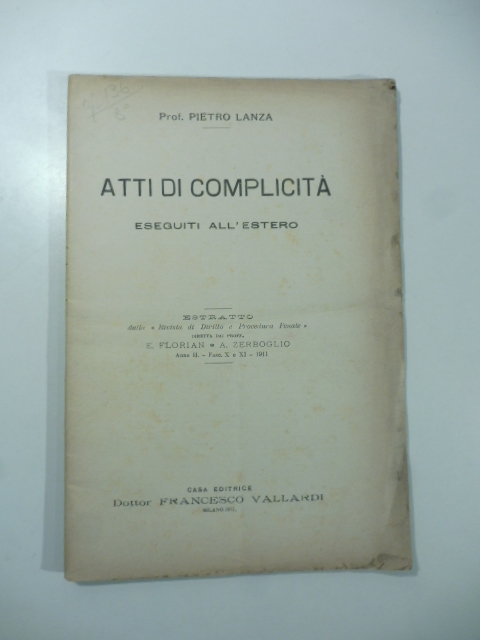 Prof. PIETRO LANZA
ATTI DI COMPLICITÀ
ESEGUITI ALL'ESTERO
ESTRATTO
dalla « Rivista di Diritto e Procedura Penale »
DIRETTA DAI PROFF.
E. FLORIAN e A. ZERBOGLIO
Anno II. - Fasc. X e XI - 1911
CASA EDITRICE
Dottor FRANCESCO VALLARDI
MILANO 1911.